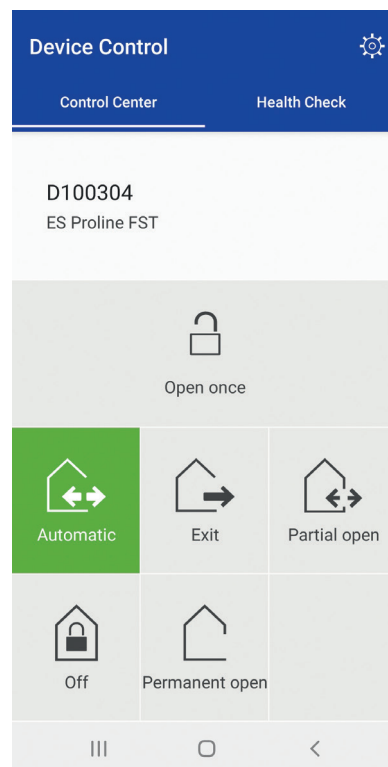 Device Control
Control Center
Health Check
D100304
ES Proline FST
Open once
Automatic
Exit
Partial open
Off
Permanent open